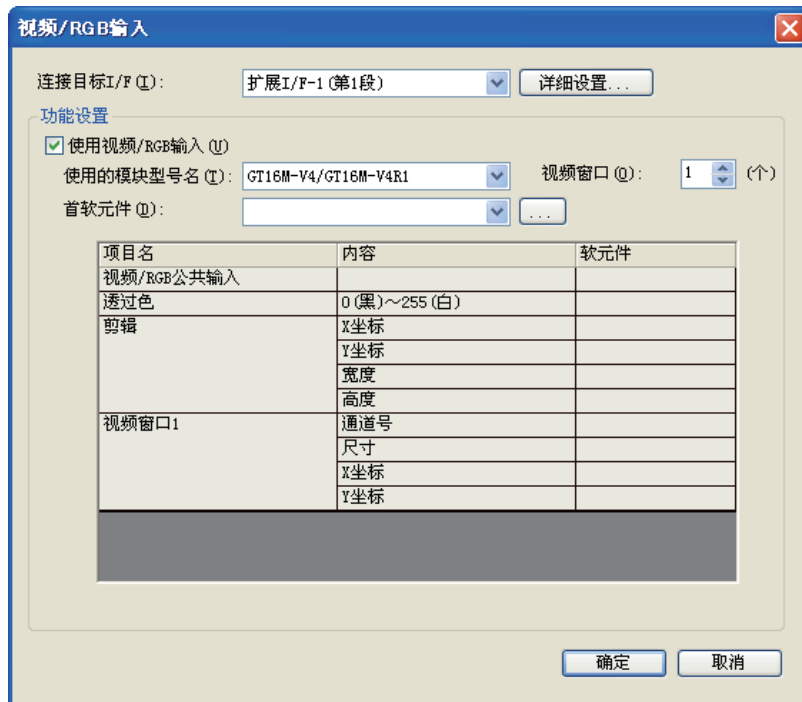 视频/RGB输入
连接目标I/F(I): 扩展I/F-1(第1段) 详细设置...
功能设置
使用视频/RGB输入(U)
使用的模块型号名(T): GT16M-V4/GT16M-V4R1 视频窗口(O): 1 (个)
首软元件(D): ...
项目名 内容 软元件
视频/RGB公共输入
透过色 0(黑)～255(白)
剪辑 X坐标
Y坐标
宽度
高度
视频窗口1 通道号
尺寸
X坐标
Y坐标
确定 取消